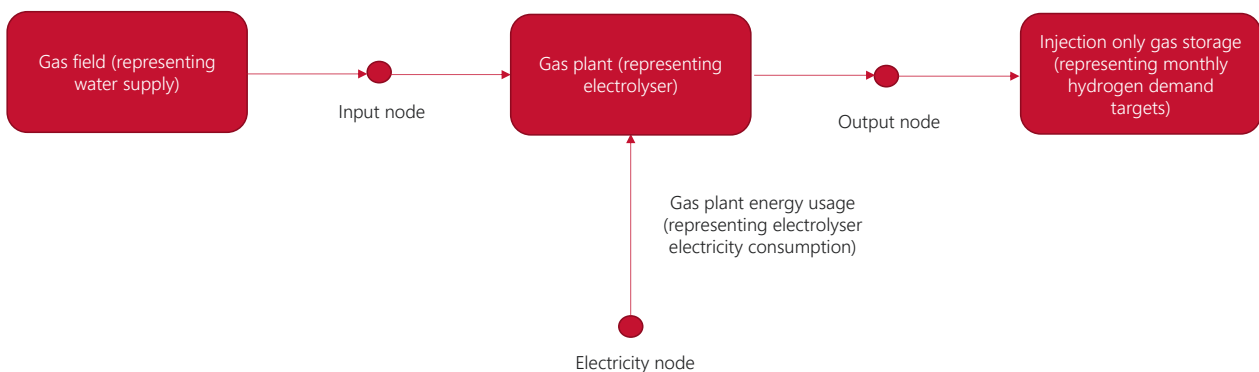 Gas field (representing
water supply)
Input node
Gas plant (representing
electrolyser)
Output node
Injection only gas storage
(representing monthly
hydrogen demand
targets)
Gas plant energy usage
(representing electrolyser
electricity consumption)
Electricity node